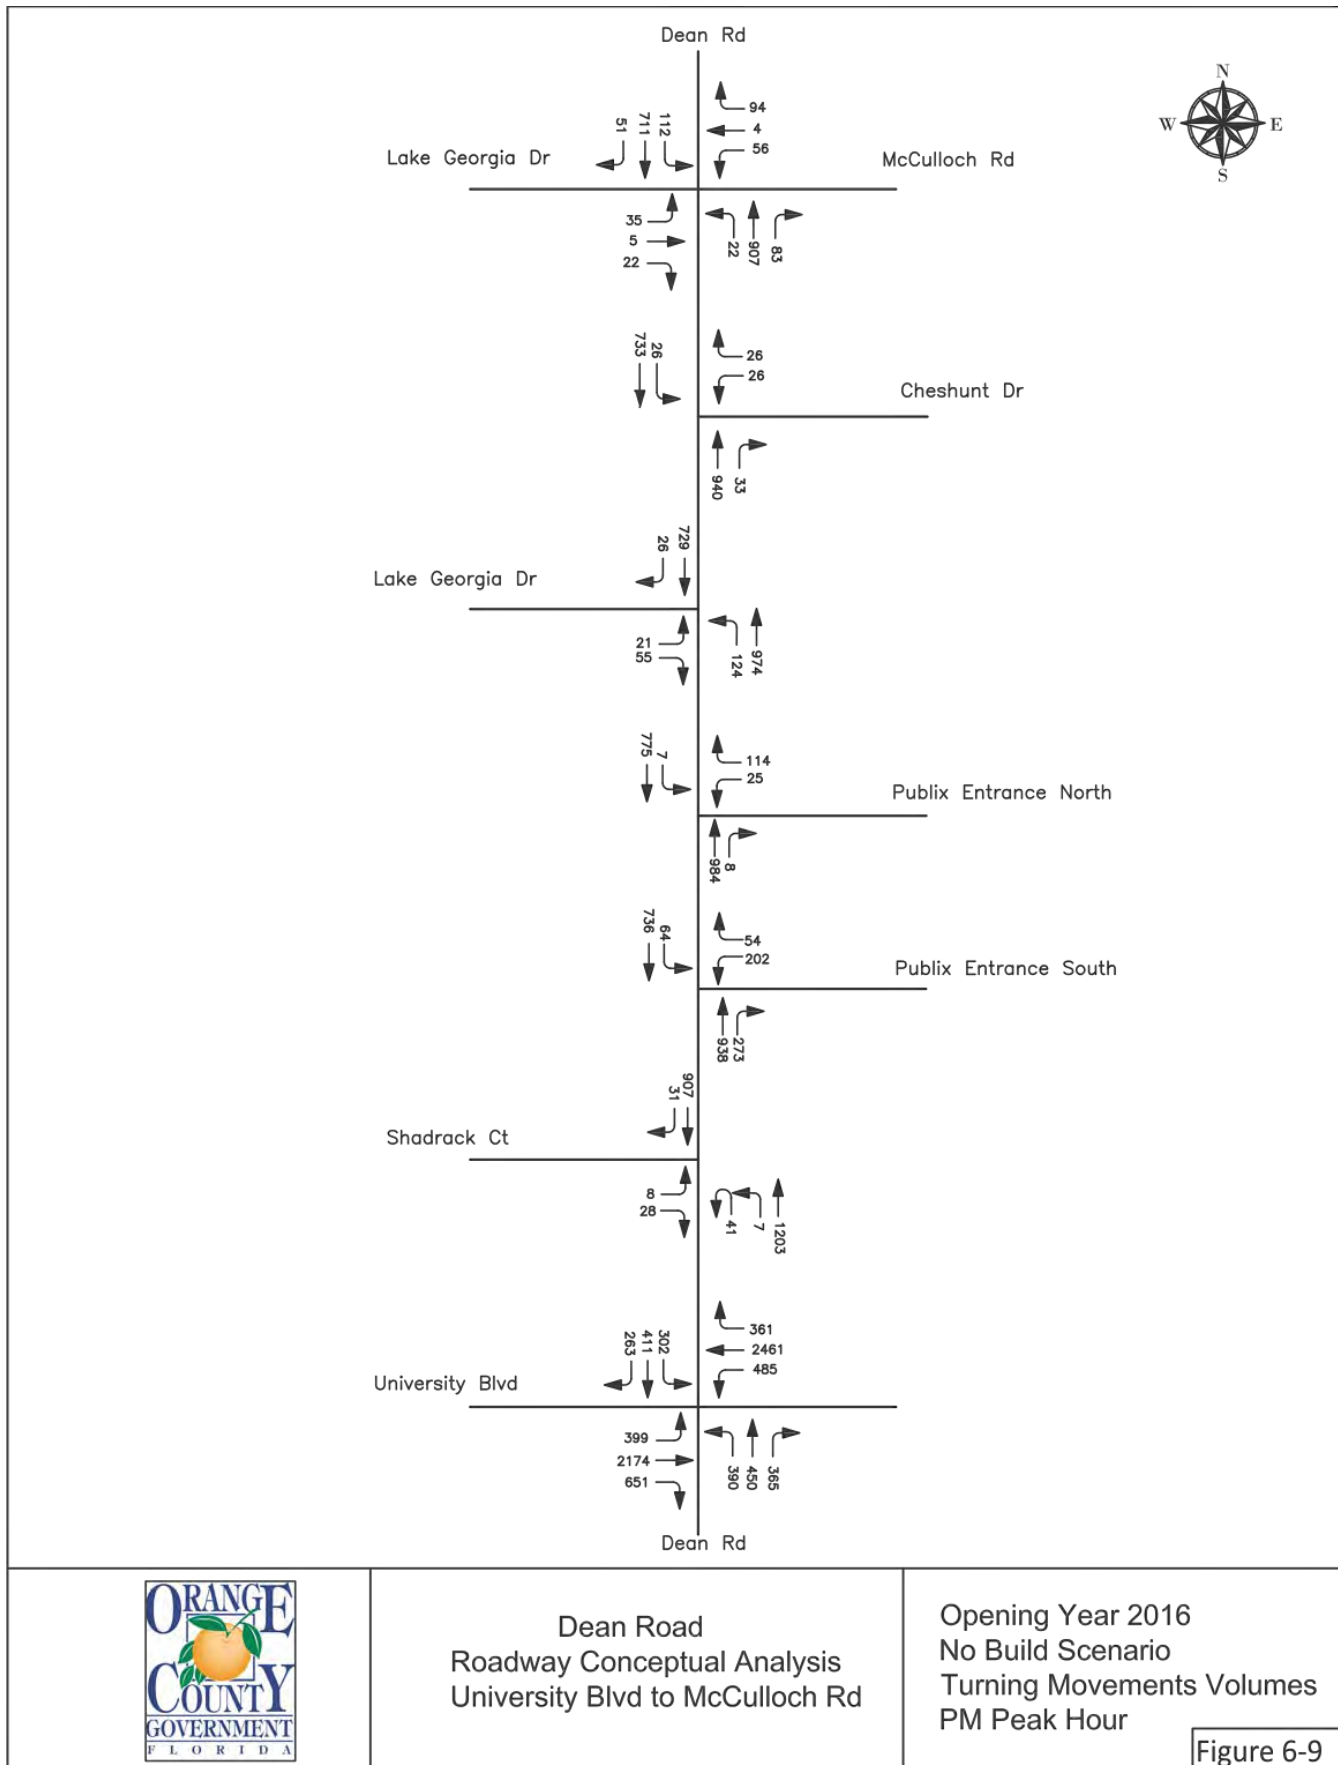 Dean Rd
N
W E
S
94
4
56
51 711 112
Lake Georgia Dr
McCulloch Rd
35
5
22
22 907 83
733 26
26
26
Cheshunt Dr
940 33
26 729
Lake Georgia Dr
21
55
124 974
775 7
114
25
Publix Entrance North
984 8
736 64
54
202
Publix Entrance South
938 273
31 907
Shadrack Ct
8
28
41 7 1203
263 411 302
361
2461
485
University Blvd
399
2174
651
390 450 365
Dean Rd
ORANGE
COUNTY
GOVERNMENT
FLORIDA
Dean Road
Roadway Conceptual Analysis
University Blvd to McCulloch Rd
Opening Year 2016
No Build Scenario
Turning Movements Volumes
PM Peak Hour
Figure 6-9